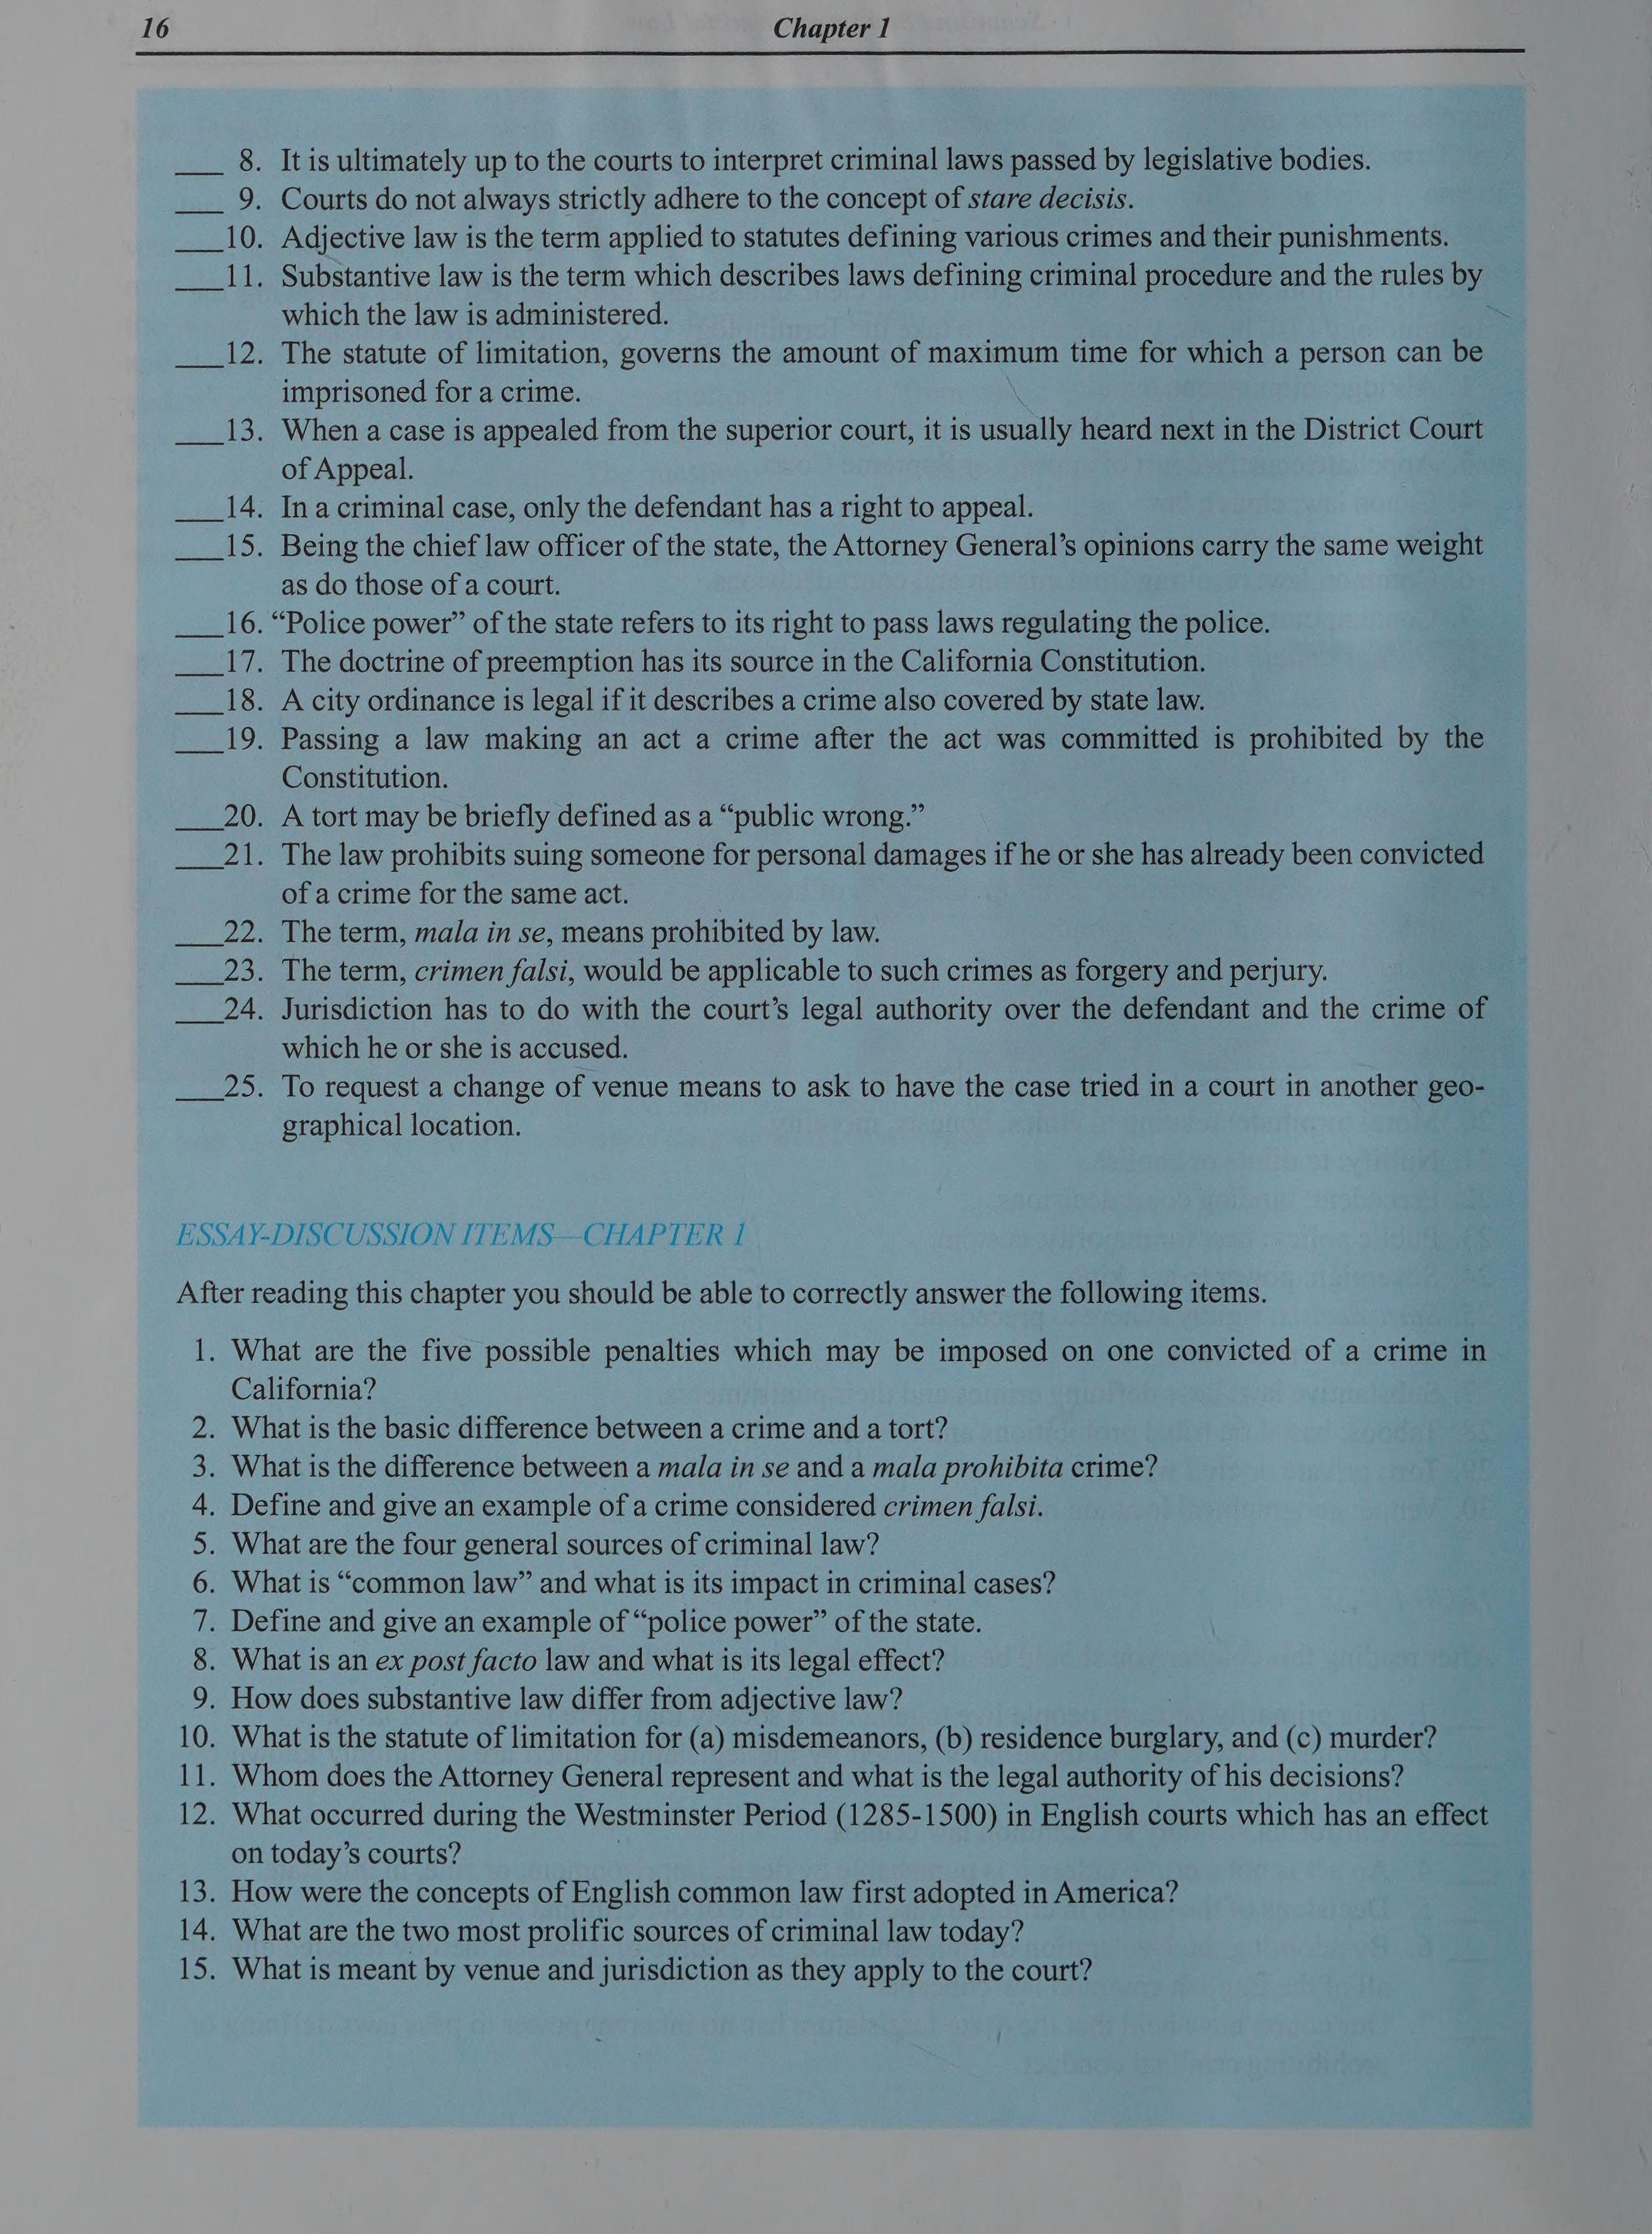 16
Chapter 1
___ 8. It is ultimately up to the courts to interpret criminal laws passed by legislative bodies.
___ 9. Courts do not always strictly adhere to the concept of stare decisis.
___10. Adjective law is the term applied to statutes defining various crimes and their punishments.
___11. Substantive law is the term which describes laws defining criminal procedure and the rules by
which the law is administered.
___12. The statute of limitation, governs the amount of maximum time for which a person can be
imprisoned for a crime.
___13. When a case is appealed from the superior court, it is usually heard next in the District Court
of Appeal.
___14. In a criminal case, only the defendant has a right to appeal.
___15. Being the chief law officer of the state, the Attorney General’s opinions carry the same weight
as do those of a court.
___16. “Police power” of the state refers to its right to pass laws regulating the police.
___17. The doctrine of preemption has its source in the California Constitution.
___18. A city ordinance is legal if it describes a crime also covered by state law.
___19. Passing a law making an act a crime after the act was committed is prohibited by the
Constitution.
___20. A tort may be briefly defined as a “public wrong.”
___21. The law prohibits suing someone for personal damages if he or she has already been convicted
of a crime for the same act.
___22. The term, mala in se, means prohibited by law.
___23. The term, crimen falsi, would be applicable to such crimes as forgery and perjury.
___24. Jurisdiction has to do with the court’s legal authority over the defendant and the crime of
which he or she is accused.
___25. To request a change of venue means to ask to have the case tried in a court in another geo-
graphical location.
ESSAY-DISCUSSION ITEMS—CHAPTER 1
After reading this chapter you should be able to correctly answer the following items.
1. What are the five possible penalties which may be imposed on one convicted of a crime in
California?
2. What is the basic difference between a crime and a tort?
3. What is the difference between a mala in se and a mala prohibita crime?
4. Define and give an example of a crime considered crimen falsi.
5. What are the four general sources of criminal law?
6. What is “common law” and what is its impact in criminal cases?
7. Define and give an example of “police power” of the state.
8. What is an ex post facto law and what is its legal effect?
9. How does substantive law differ from adjective law?
10. What is the statute of limitation for (a) misdemeanors, (b) residence burglary, and (c) murder?
11. Whom does the Attorney General represent and what is the legal authority of his decisions?
12. What occurred during the Westminster Period (1285-1500) in English courts which has an effect
on today’s courts?
13. How were the concepts of English common law first adopted in America?
14. What are the two most prolific sources of criminal law today?
15. What is meant by venue and jurisdiction as they apply to the court?